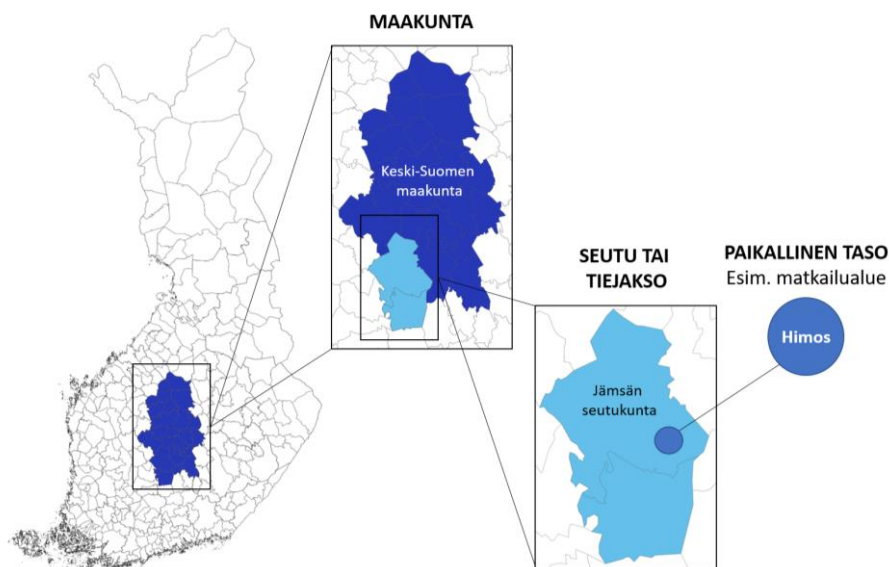 MAAKUNTA
Keski-Suomen
maakunta
SEUTU TAI
TIEJAKSO
Jämsän
seutukunta
PAIKALLINEN TASO
Esim. matkailualue
Himos